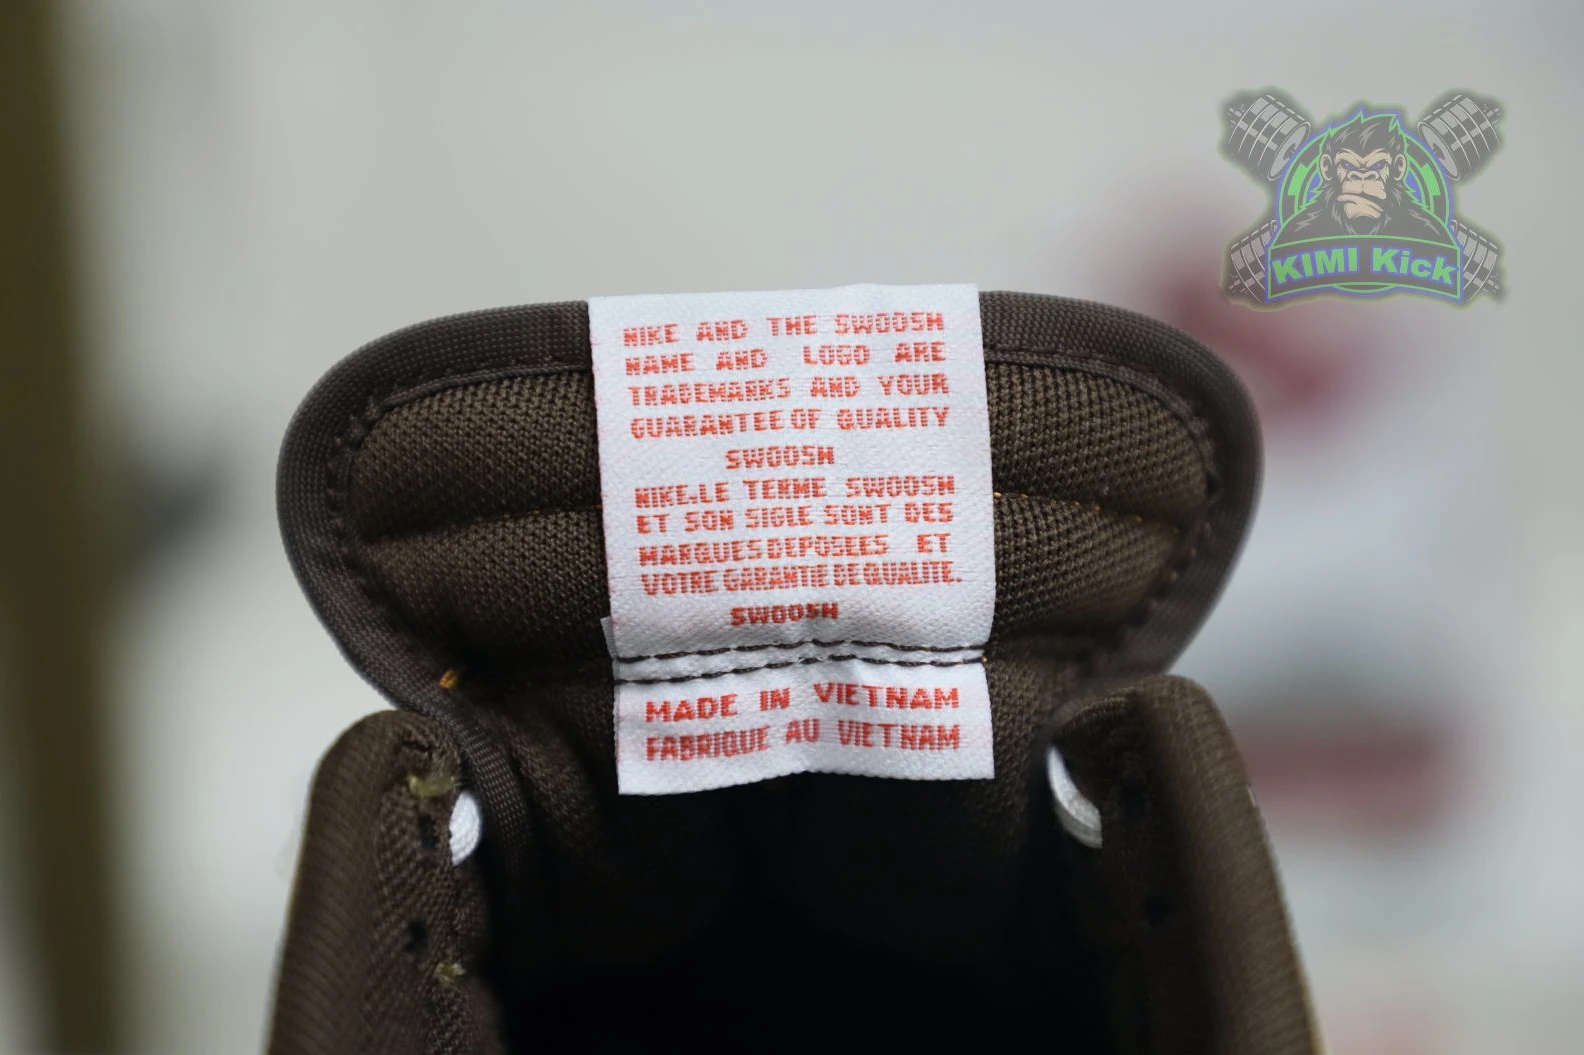 KIMI Kick
NIKE AND THE SWOOSH
NAME AND LOGO ARE
TRADEMARKS AND YOUR
GUARANTEE OF QUALITY
SWOOSH
NIKE.LE TERME SWOOSH
ET SON SIGLE SONT DES
MARQUES DEPOSEES ET
VOTRE GARANTIE DE QUALITE.
SWOOSH
MADE IN VIETNAM
FABRIQUE AU VIETNAM